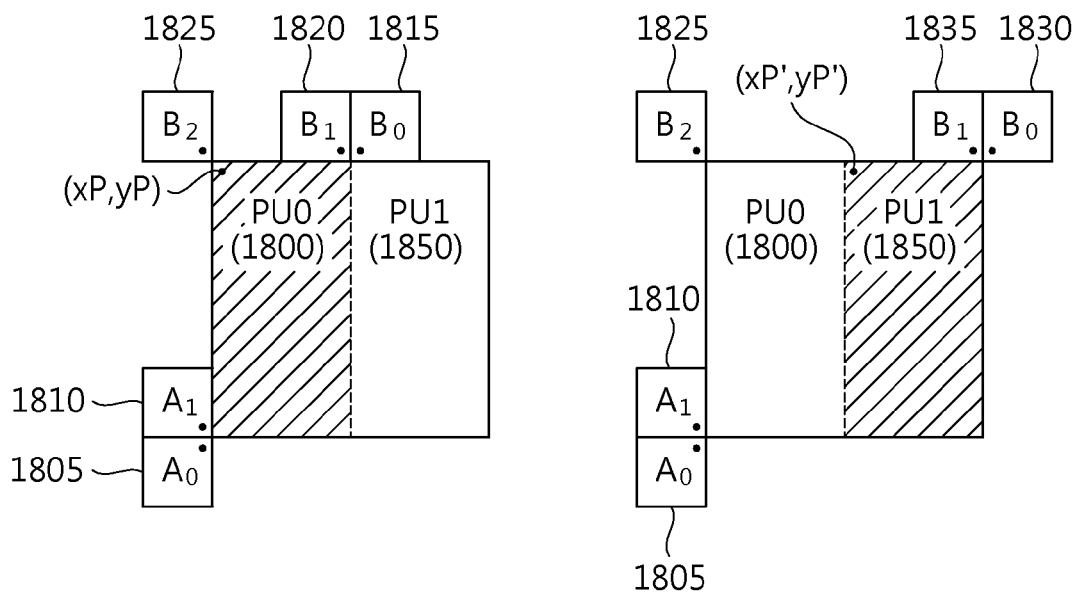 1825
1820
1815
B2
B1
B0
(xP,yP)
PU0
(1800)
PU1
(1850)
1810
A1
1805
A0
1825
1835
1830
(xP',yP')
B2
B1
B0
PU0
(1800)
PU1
(1850)
1810
A1
A0
1805